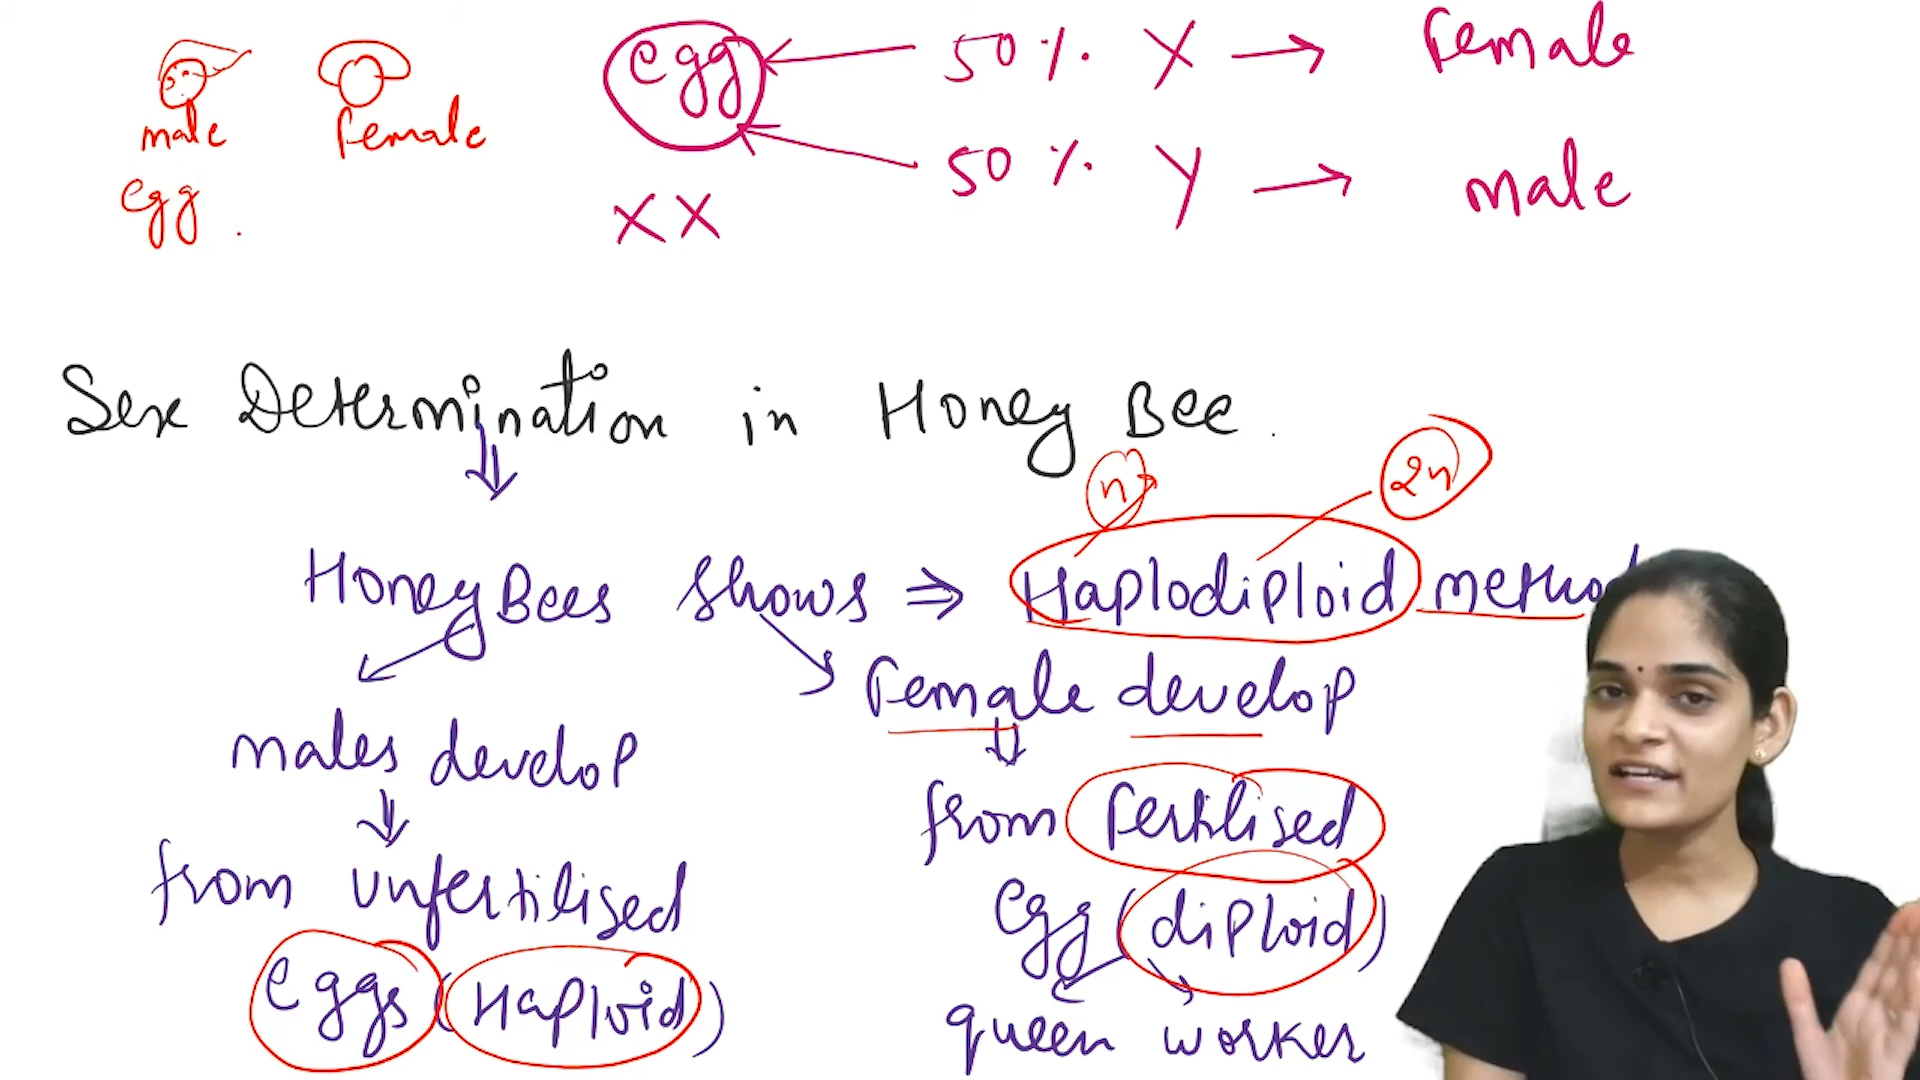 egg ← 50 % X → Female
male Female
50 % Y → male
egg .
XX
Sex Determination in Honey Bee .
n 2n
Honey Bees shows ⇒ Haplodiploid
Female develop
males develop
from Fertilised
from unfertilised
egg (diploid)
eggs (Haploid)
queen worker